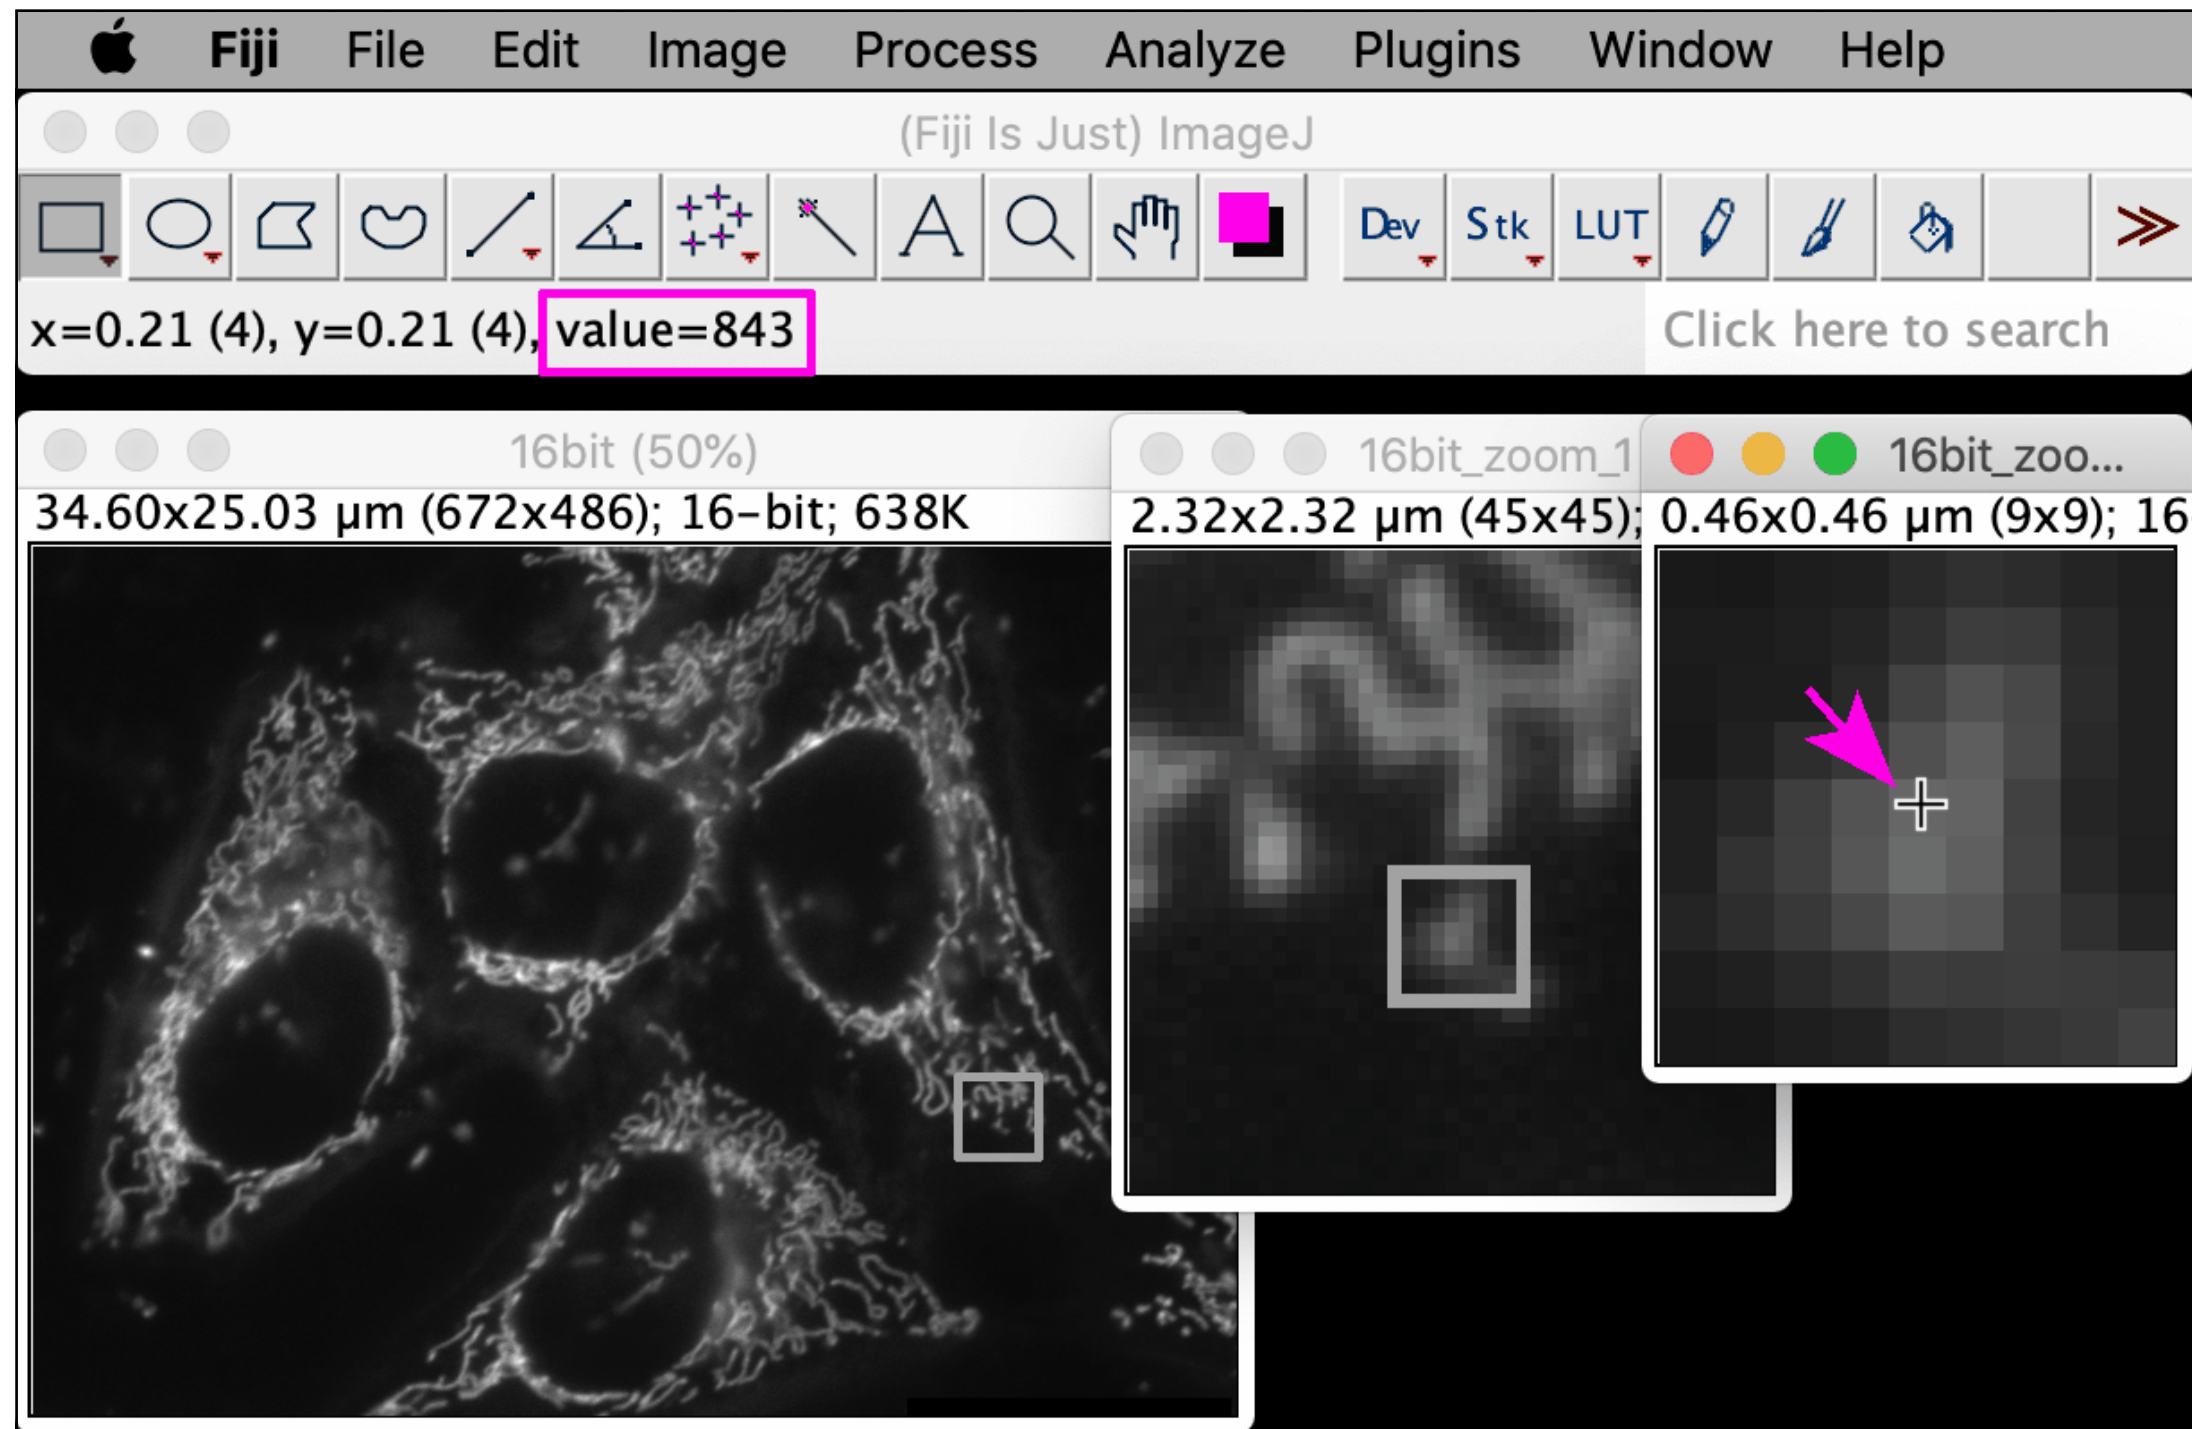 Fiji File Edit Image Process Analyze Plugins Window Help
(Fiji Is Just) ImageJ
A Dev Stk LUT
x=0.21 (4), y=0.21 (4), value=843 Click here to search
16bit (50%)
34.60x25.03 µm (672x486); 16-bit; 638K
16bit_zoom_1
2.32x2.32 µm (45x45);
16bit_zoo...
0.46x0.46 µm (9x9); 16